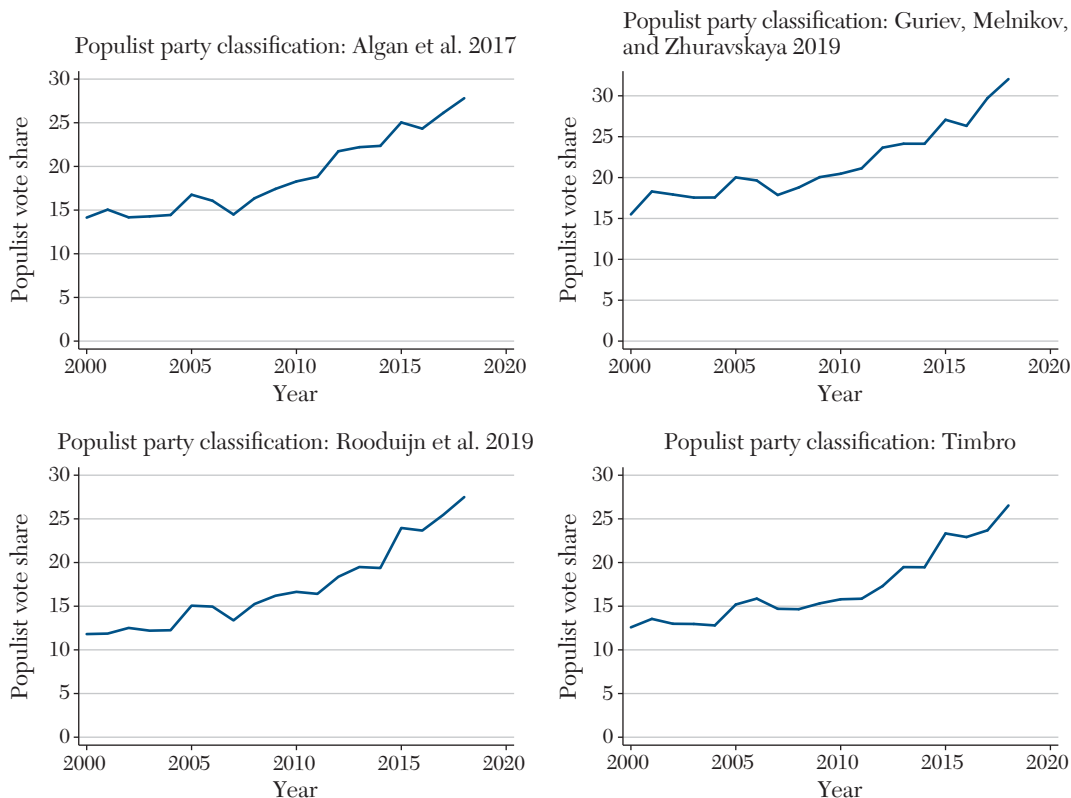 Populist party classification: Algan et al. 2017
Populist vote share
30
25
20
15
10
5
0
2000 2005 2010 2015 2020
Year
Populist party classification: Guriev, Melnikov,
and Zhuravskaya 2019
Populist vote share
30
25
20
15
10
5
0
2000 2005 2010 2015 2020
Year
Populist party classification: Rooduijn et al. 2019
Populist vote share
30
25
20
15
10
5
0
2000 2005 2010 2015 2020
Year
Populist party classification: Timbro
Populist vote share
30
25
20
15
10
5
0
2000 2005 2010 2015 2020
Year